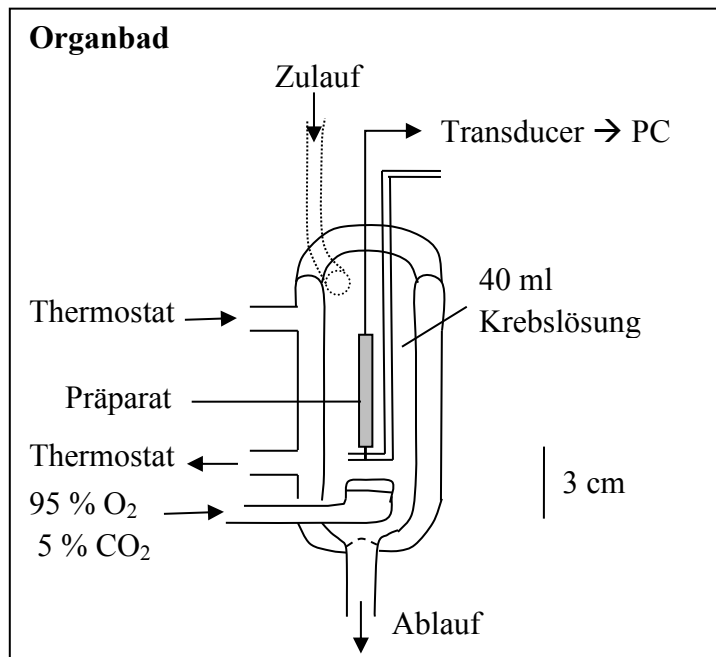 Organbad
Zulauf
Transducer → PC
40 ml
Krebslösung
Thermostat
Präparat
Thermostat
95 % O₂
5 % CO₂
3 cm
Ablauf